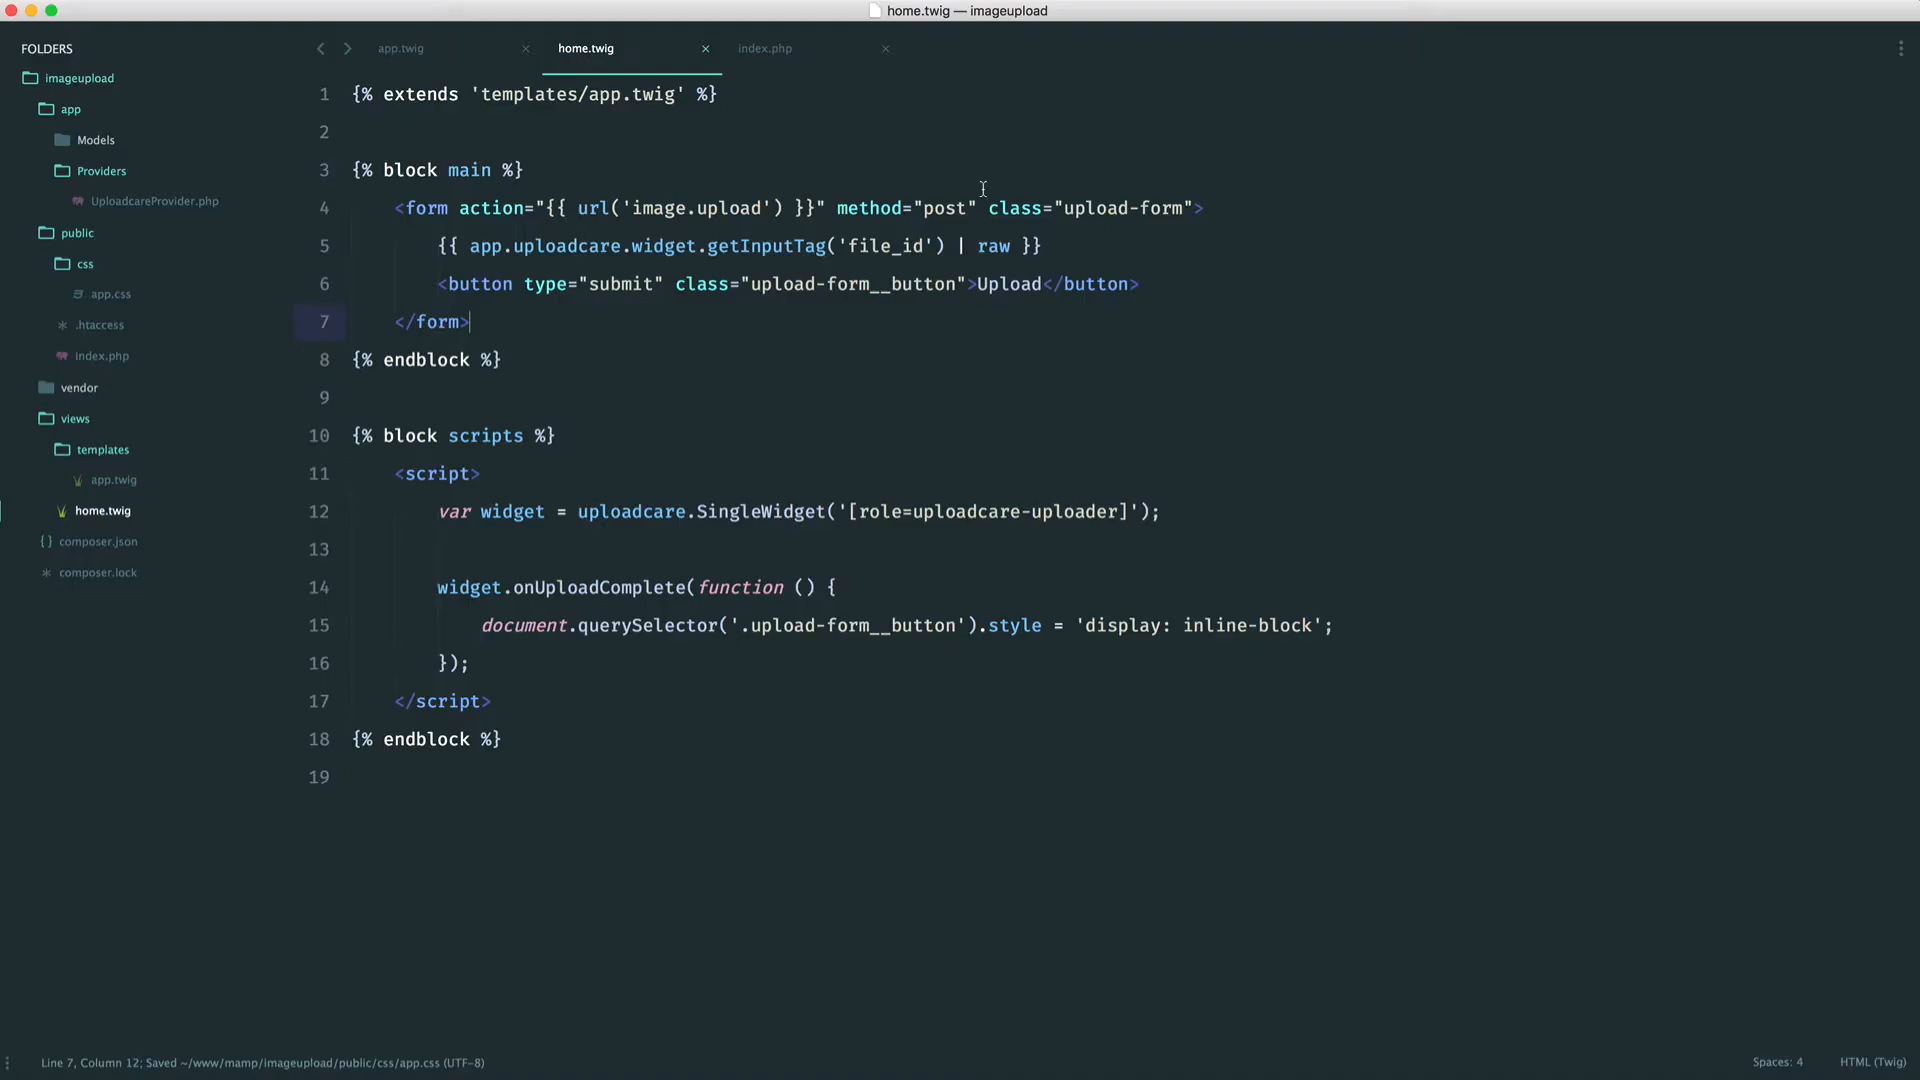 home.twig — imageupload
FOLDERS
imageupload
app
Models
Providers
UploadcareProvider.php
public
css
app.css
.htaccess
index.php
vendor
views
templates
app.twig
home.twig
composer.json
composer.lock
app.twig
home.twig
index.php
1 {% extends 'templates/app.twig' %}
2
3 {% block main %}
4 <form action="{{ url('image.upload') }}" method="post" class="upload-form">
5 {{ app.uploadcare.widget.getInputTag('file_id') | raw }}
6 <button type="submit" class="upload-form__button">Upload</button>
7 </form>
8 {% endblock %}
9
10 {% block scripts %}
11 <script>
12 var widget = uploadcare.SingleWidget('[role=uploadcare-uploader]');
13
14 widget.onUploadComplete(function () {
15 document.querySelector('.upload-form__button').style = 'display: inline-block';
16 });
17 </script>
18 {% endblock %}
19
Line 7, Column 12; Saved ~/www/mamp/imageupload/public/css/app.css (UTF-8)
Spaces: 4
HTML (Twig)